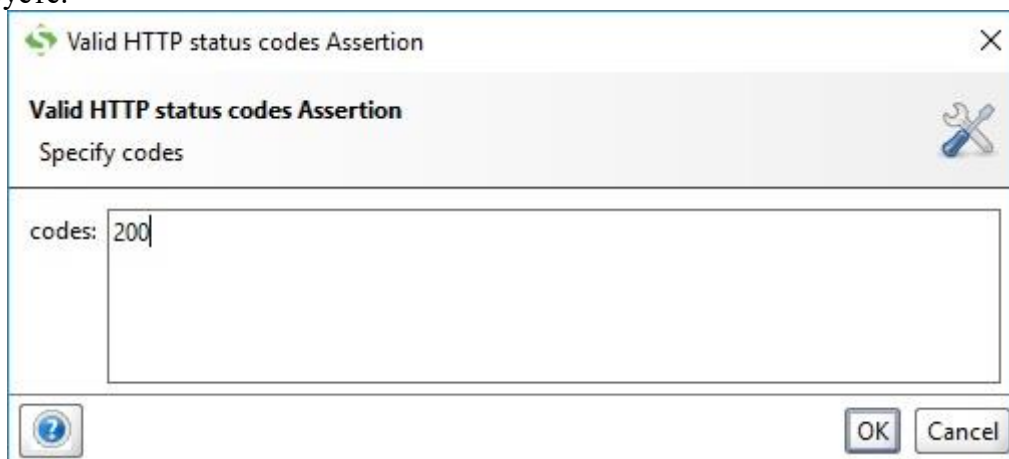 Valid HTTP status codes Assertion
Valid HTTP status codes Assertion
Specify codes
codes: 200
OK Cancel